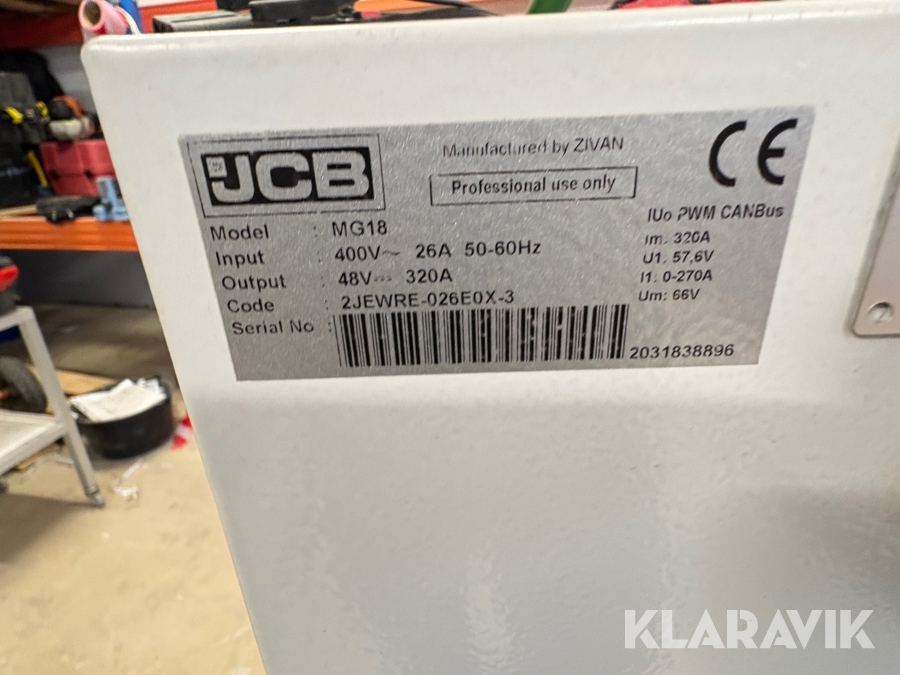 JCB
Manufactured by ZIVAN
Professional use only
CE
Model : MG18
Input : 400V~ 26A 50-60Hz
Output : 48V⎓ 320A
Code : 2JEWRE-026E0X-3
Serial No :
2031838896
IUo PWM CANBus
Im: 320A
U1: 57,6V
I1: 0-270A
Um: 66V
KLARAVIK